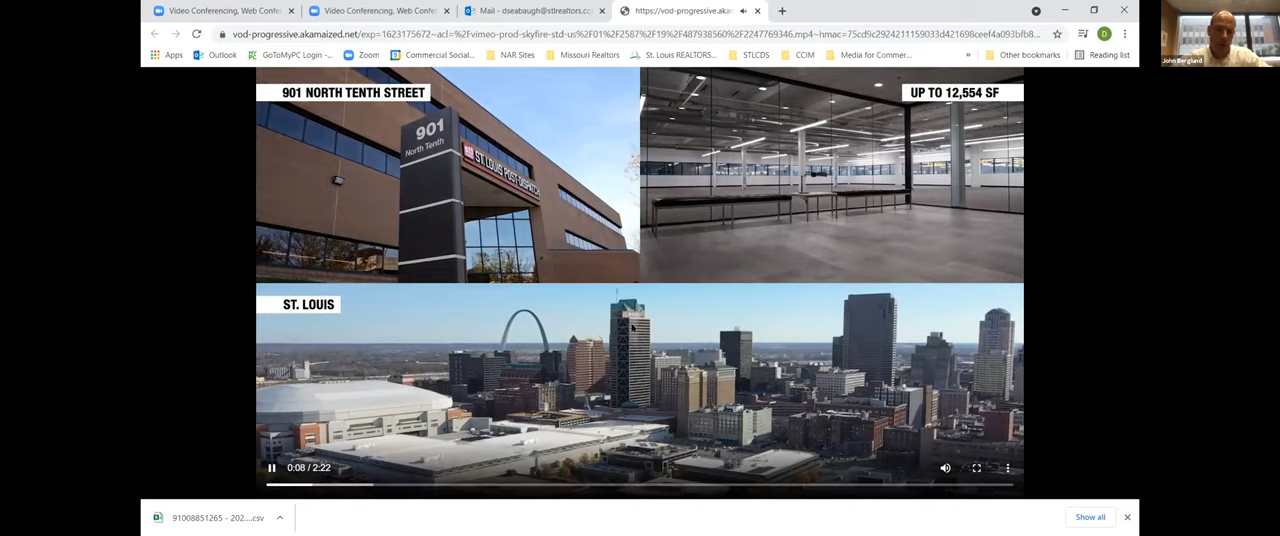 Video Conferencing, Web Confe
Video Conferencing, Web Confe
Mail - dseabaugh@stlrealtors.co
https://vod-progressive.akam
vod-progressive.akamaized.net/exp=1623175672~acl=%2Fvimeo-prod-skyfire-std-us%2F01%2F2587%2F19%2F487938560%2F2247769346.mp4~hmac=75cd9c2924211159033d421698ceef4a093bfb8...
D
Apps
Outlook
GoToMyPC Login -...
Zoom
Commercial Social...
NAR Sites
Missouri Realtors
St. Louis REALTORS...
STLCDS
CCIM
Media for Commer...
»
Other bookmarks
Reading list
John Berglund
901 NORTH TENTH STREET
UP TO 12,554 SF
901
North Tenth
ST. LOUIS POST-DISPATCH
ST. LOUIS
0:08 / 2:22
91008851265 - 202....csv
Show all